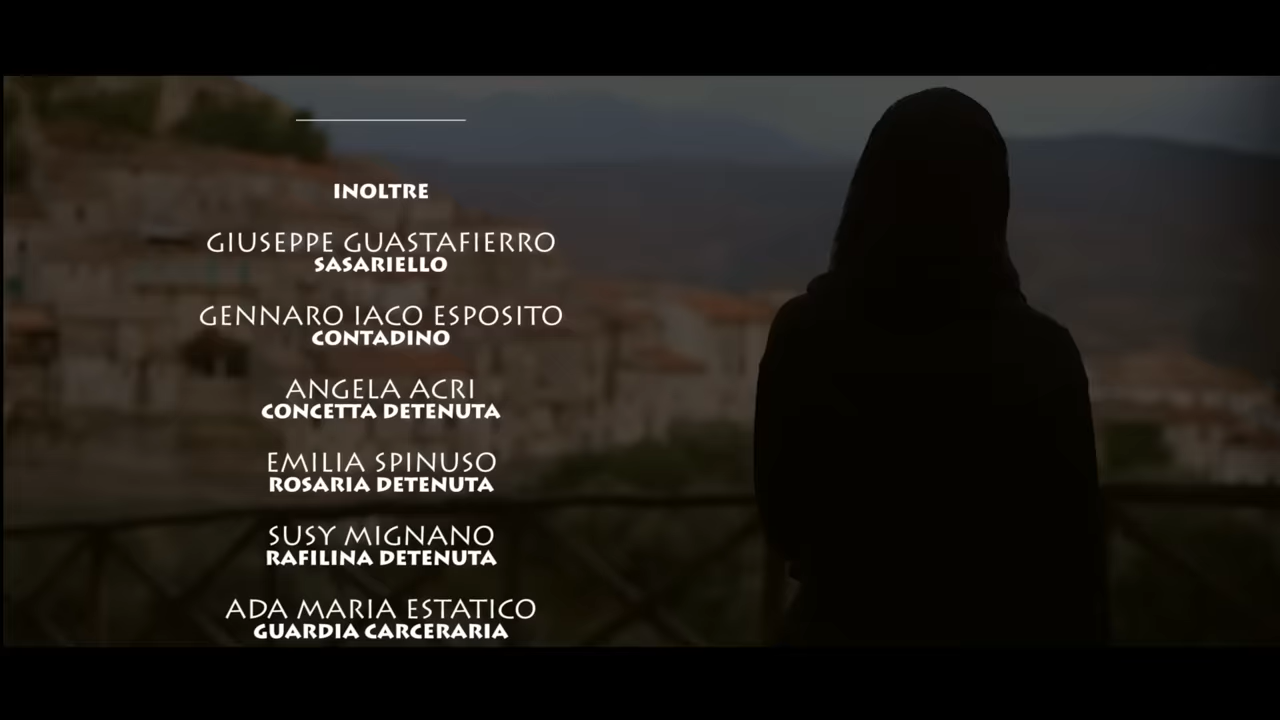 INOLTRE
GIUSEPPE GUASTAFIERRO
SASARIELLO
GENNARO IACO ESPOSITO
CONTADINO
ANGELA ACRI
CONCETTA DETENUTA
EMILIA SPINUSO
ROSARIA DETENUTA
SUSY MIGNANO
RAFILINA DETENUTA
ADA MARIA ESTATICO
GUARDIA CARCERARIA